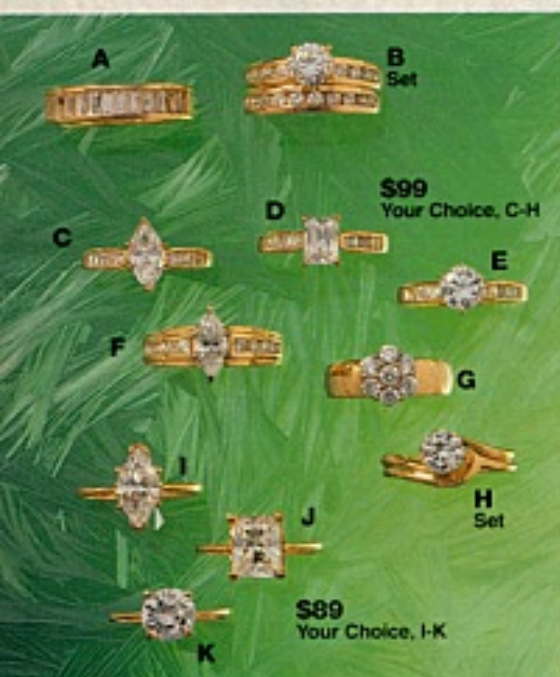 A
B
Set
$99
Your Choice, C-H
C
D
E
F
G
I
H
Set
J
$89
Your Choice, I-K
K